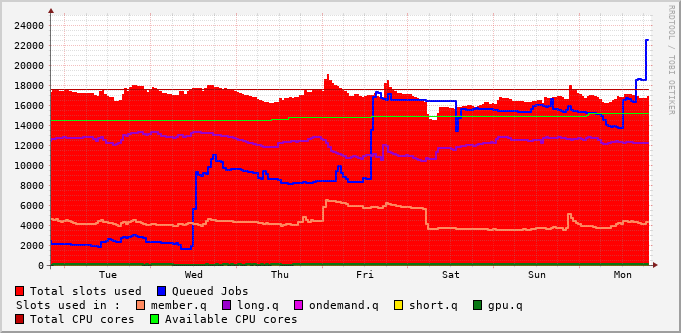 RRDTOOL / TOBI OETIKER
24000
22000
20000
18000
16000
14000
12000
10000
8000
6000
4000
2000
0
Tue Wed Thu Fri Sat Sun Mon
Total slots used Queued Jobs
Slots used in : member.q long.q ondemand.q short.q gpu.q
Total CPU cores Available CPU cores